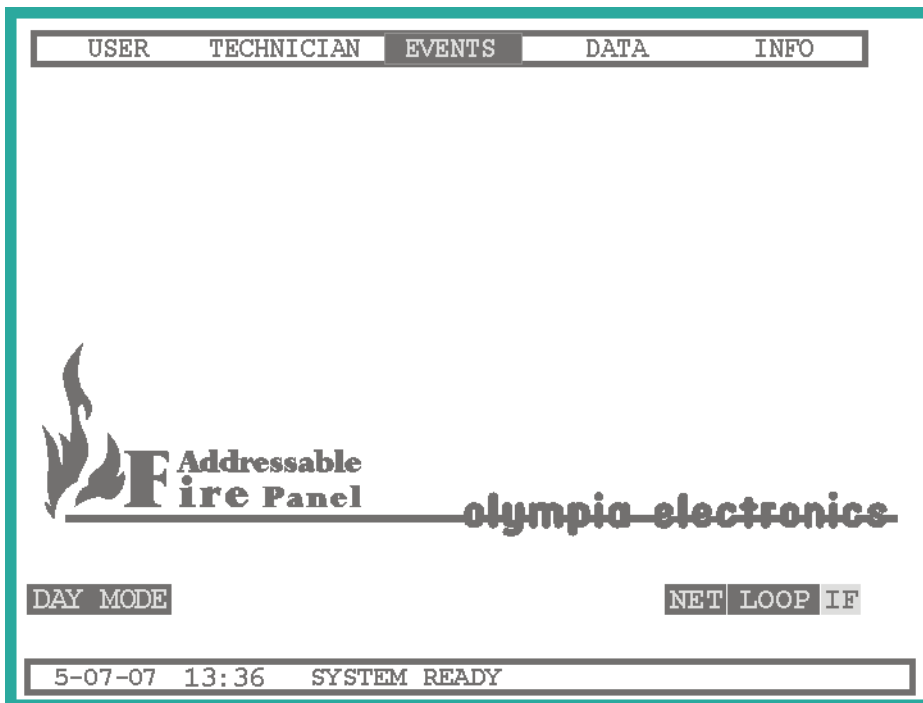 USER TECHNICIAN EVENTS DATA INFO
Addressable
Fire Panel
olympia electronics
DAY MODE NET LOOP IF
5-07-07 13:36 SYSTEM READY